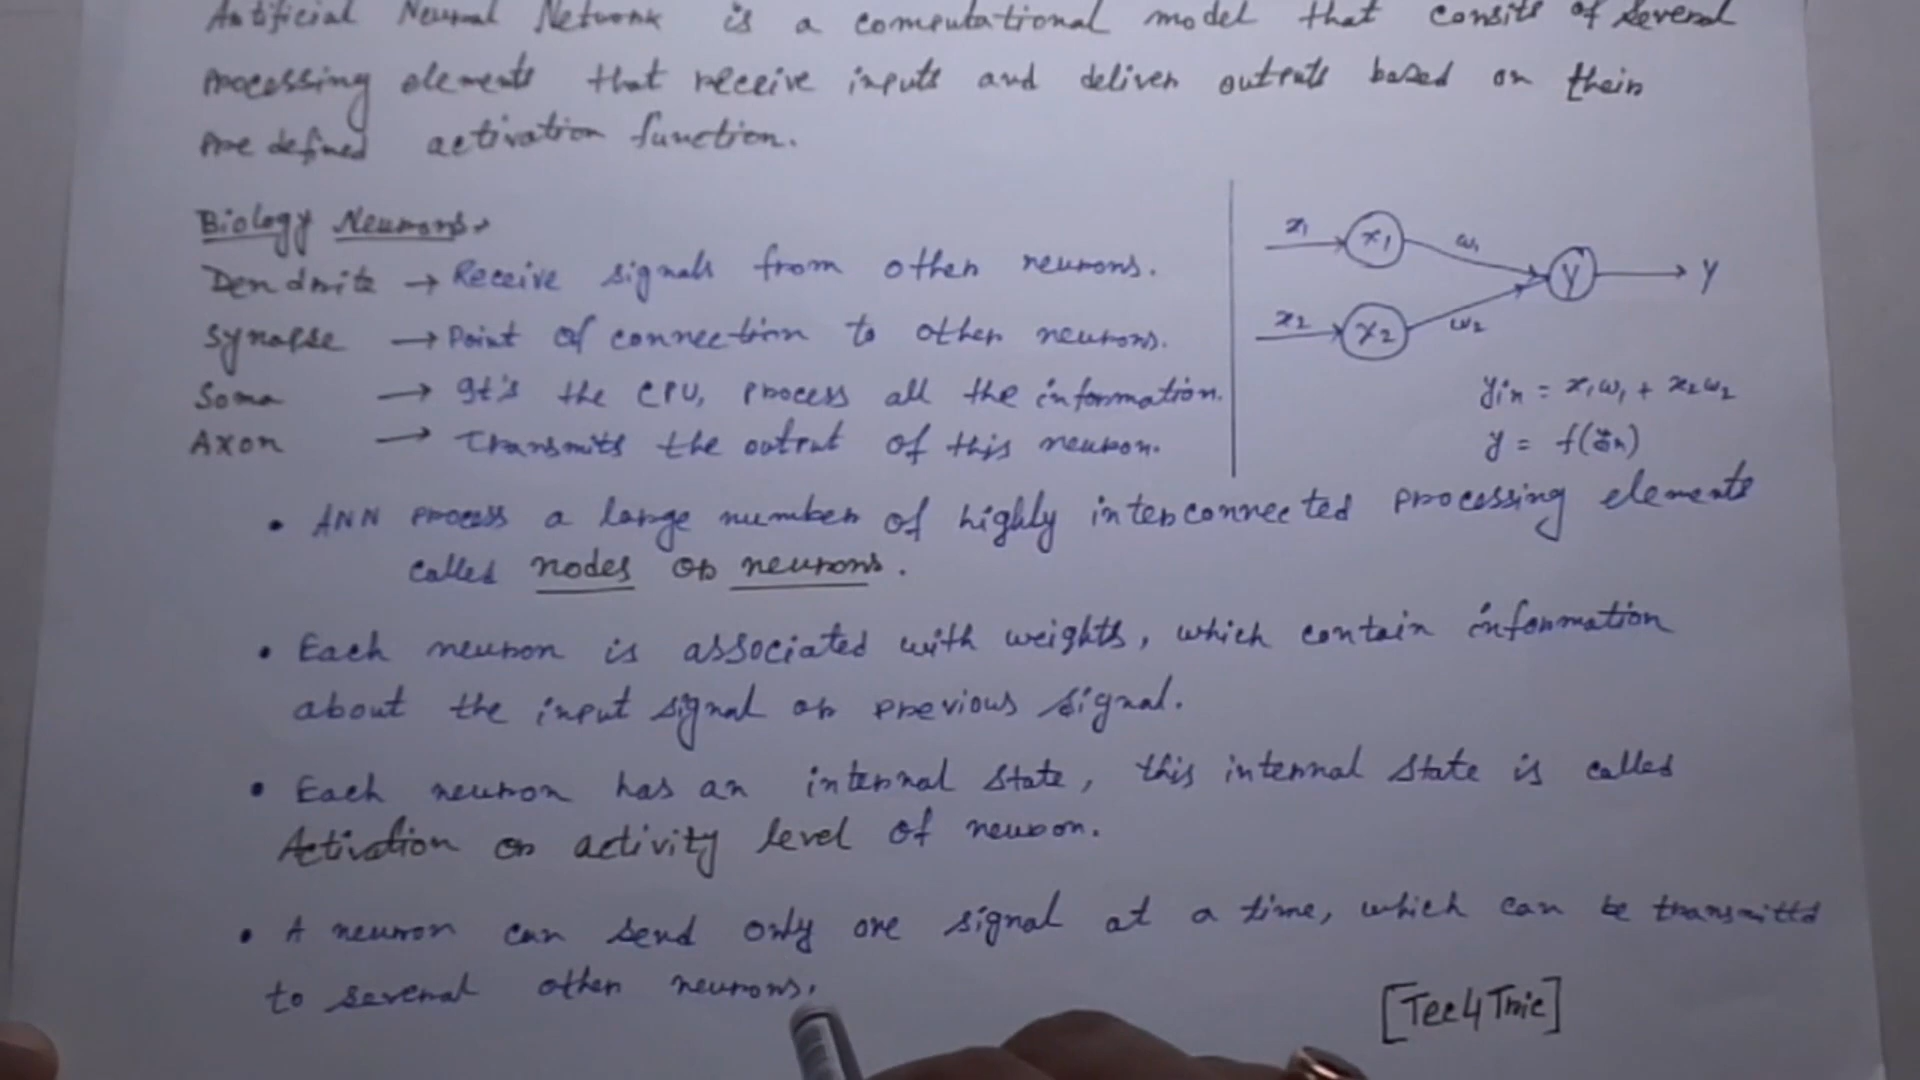 Artificial Neural Network is a computational model that consits of several
processing elements that receive inputs and deliver outputs based on their
pre defined activation function.
Biology Neurons→
Dendrite → Receive signals from other neurons.
Synapse → Point of connection to other neurons.
Soma → It's the CPU, process all the information.
Axon → Transmits the output of this neuron.
x1 X1 w1
Y → y
x2 X2 w2
yin = x1w1 + x2w2
y = f(yin)
• ANN process a large number of highly interconnected processing elements
called nodes or neurons.
• Each neuron is associated with weights, which contain information
about the input signal or previous signal.
• Each neuron has an internal state, this internal state is called
Activation or activity level of neuron.
• A neuron can send only one signal at a time, which can be transmittd
to several other neurons.
[Tec4Tric]